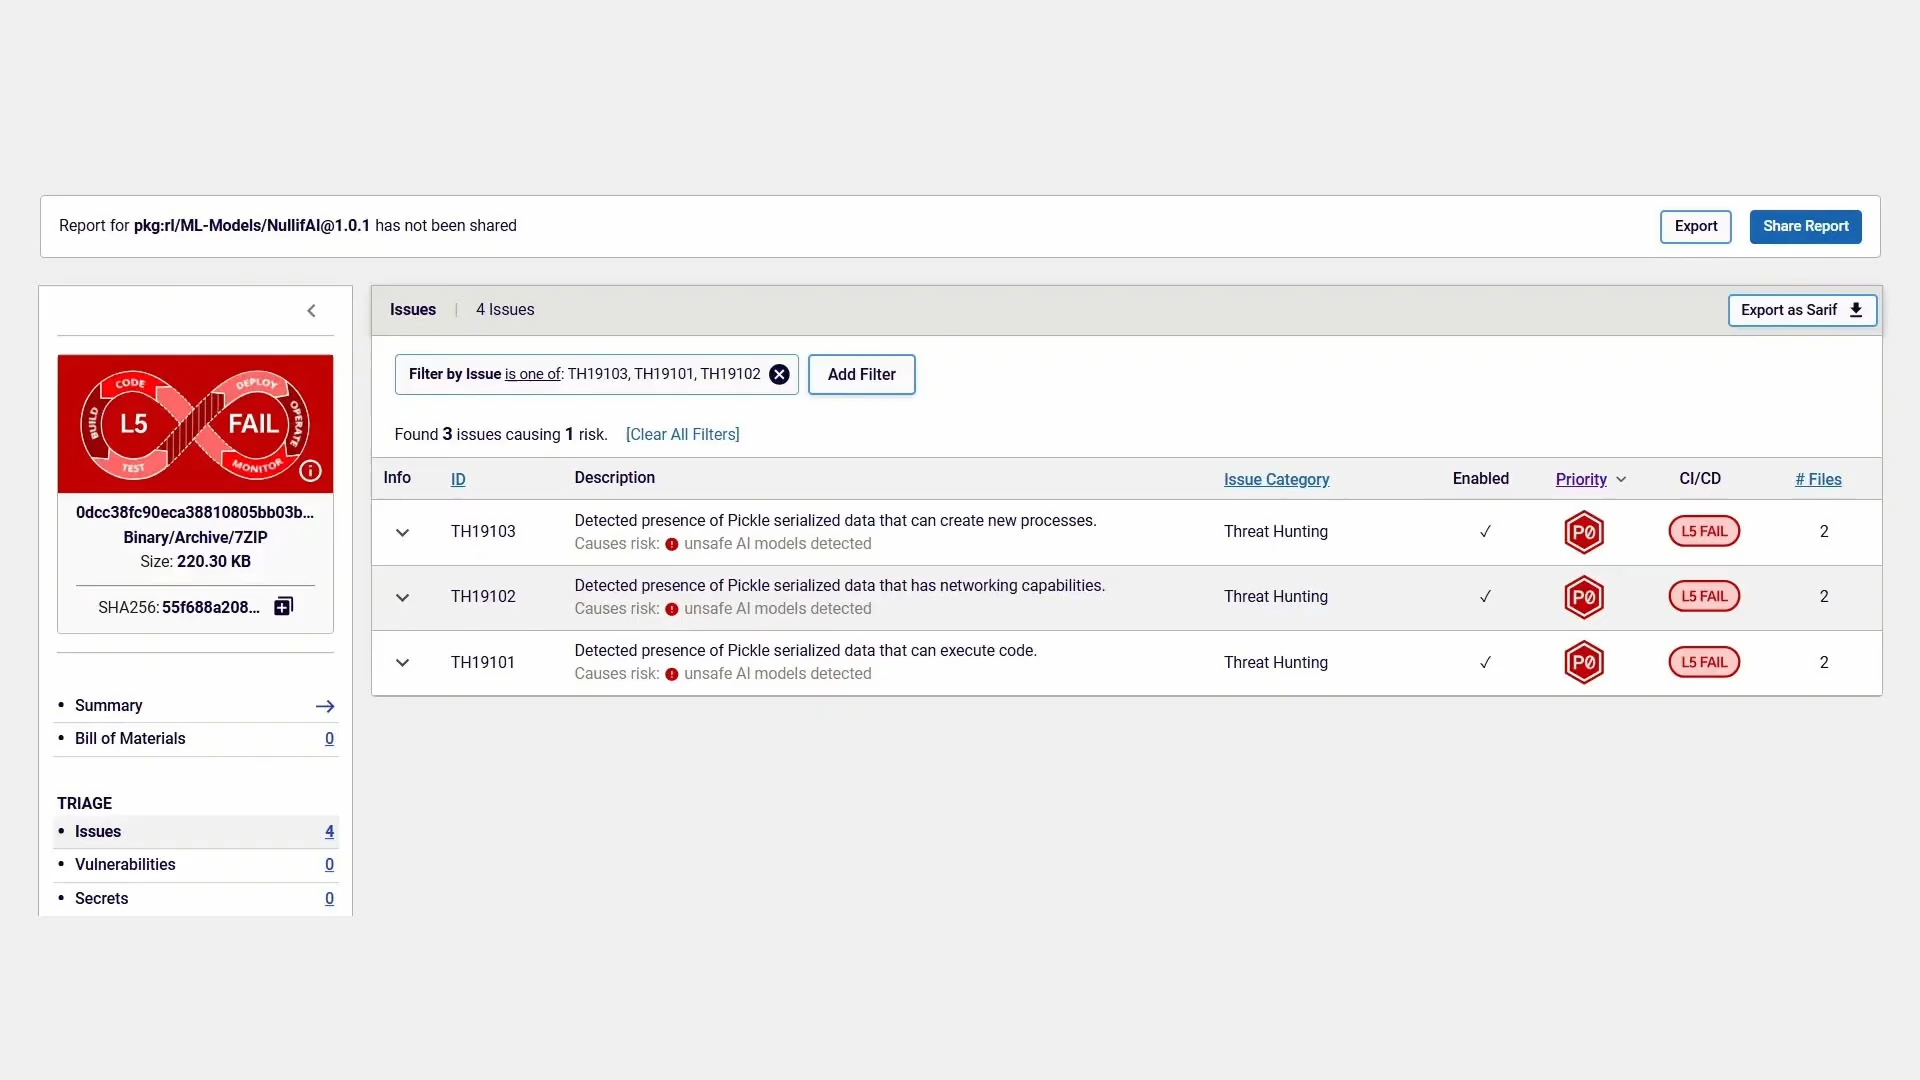 Report for pkg:rl/ML-Models/NullifAI@1.0.1 has not been shared
Export
Share Report
CODE
DEPLOY
BUILD
L5
FAIL
OPERATE
TEST
MONITOR
0dcc38fc90eca38810805bb03b...
Binary/Archive/7ZIP
Size: 220.30 KB
SHA256: 55f688a208...
• Summary
• Bill of Materials 0
TRIAGE
• Issues 4
• Vulnerabilities 0
• Secrets 0
Issues | 4 Issues
Export as Sarif
Filter by Issue is one of: TH19103, TH19101, TH19102
Add Filter
Found 3 issues causing 1 risk. [Clear All Filters]
Info ID Description Issue Category Enabled Priority CI/CD # Files
TH19103 Detected presence of Pickle serialized data that can create new processes. Threat Hunting ✓ P0 L5 FAIL 2
Causes risk: unsafe AI models detected
TH19102 Detected presence of Pickle serialized data that has networking capabilities. Threat Hunting ✓ P0 L5 FAIL 2
Causes risk: unsafe AI models detected
TH19101 Detected presence of Pickle serialized data that can execute code. Threat Hunting ✓ P0 L5 FAIL 2
Causes risk: unsafe AI models detected